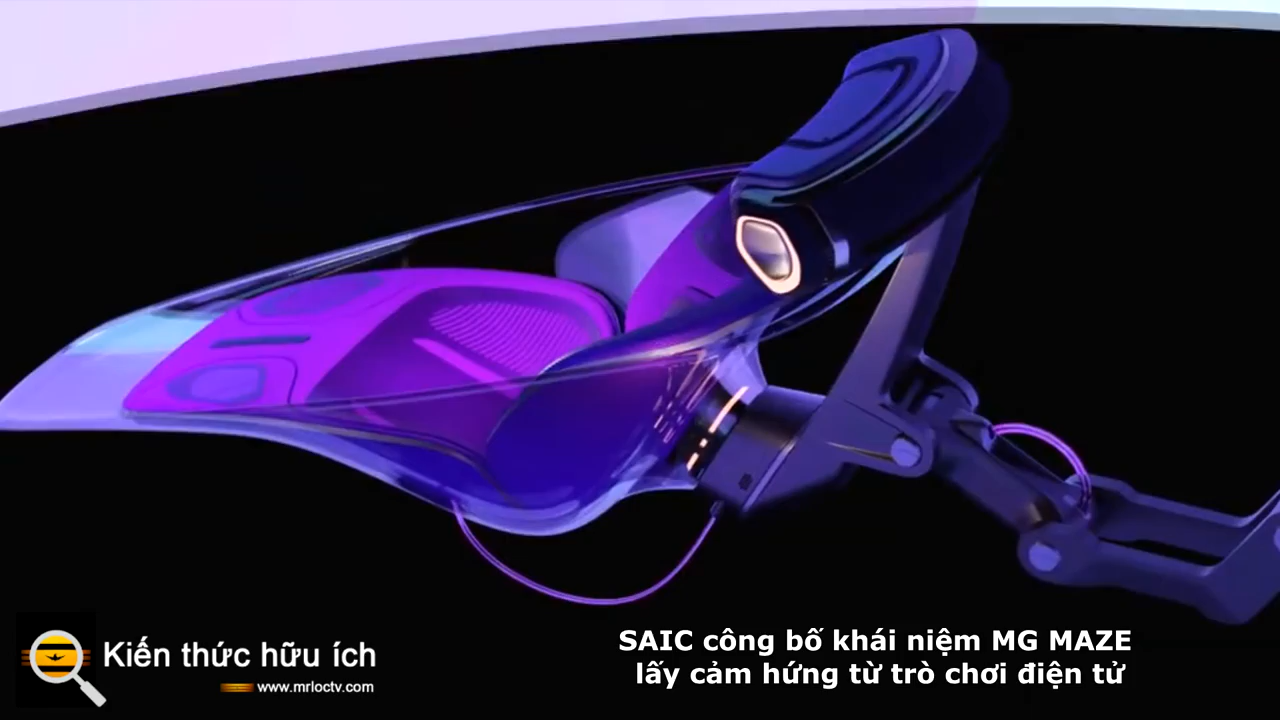 SAIC công bố khái niệm MG MAZE
lấy cảm hứng từ trò chơi điện tử
Kiến thức hữu ích
www.mrloctv.com